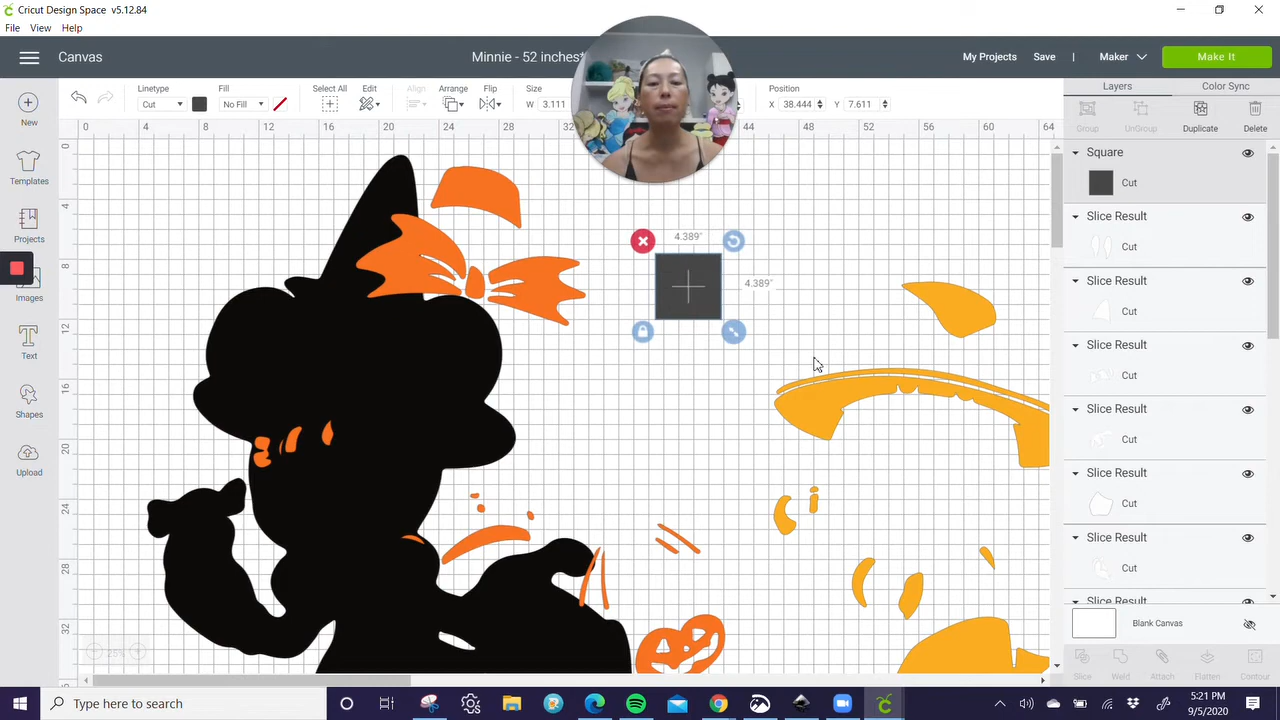 Cricut Design Space v5.12.84
File View Help
Canvas
Minnie - 52 inches*
My Projects Save | Maker Make It
Linetype Fill Select All Edit Align Arrange Flip Size Position
Cut No Fill W 3.111 X 38.444 Y 7.611
Layers Color Sync
Group UnGroup Duplicate Delete
0 4 8 12 16 20 24 28 32 44 48 52 56 60 64
0
4
8
12
16
20
24
28
32
New
Templates
Projects
Images
Text
Shapes
Upload
4.389"
4.389"
25%
Square
Cut
Slice Result
Cut
Slice Result
Cut
Slice Result
Cut
Slice Result
Cut
Slice Result
Cut
Slice Result
Cut
Slice Result
Blank Canvas
Slice Weld Attach Flatten Contour
Type here to search
5:21 PM
9/5/2020